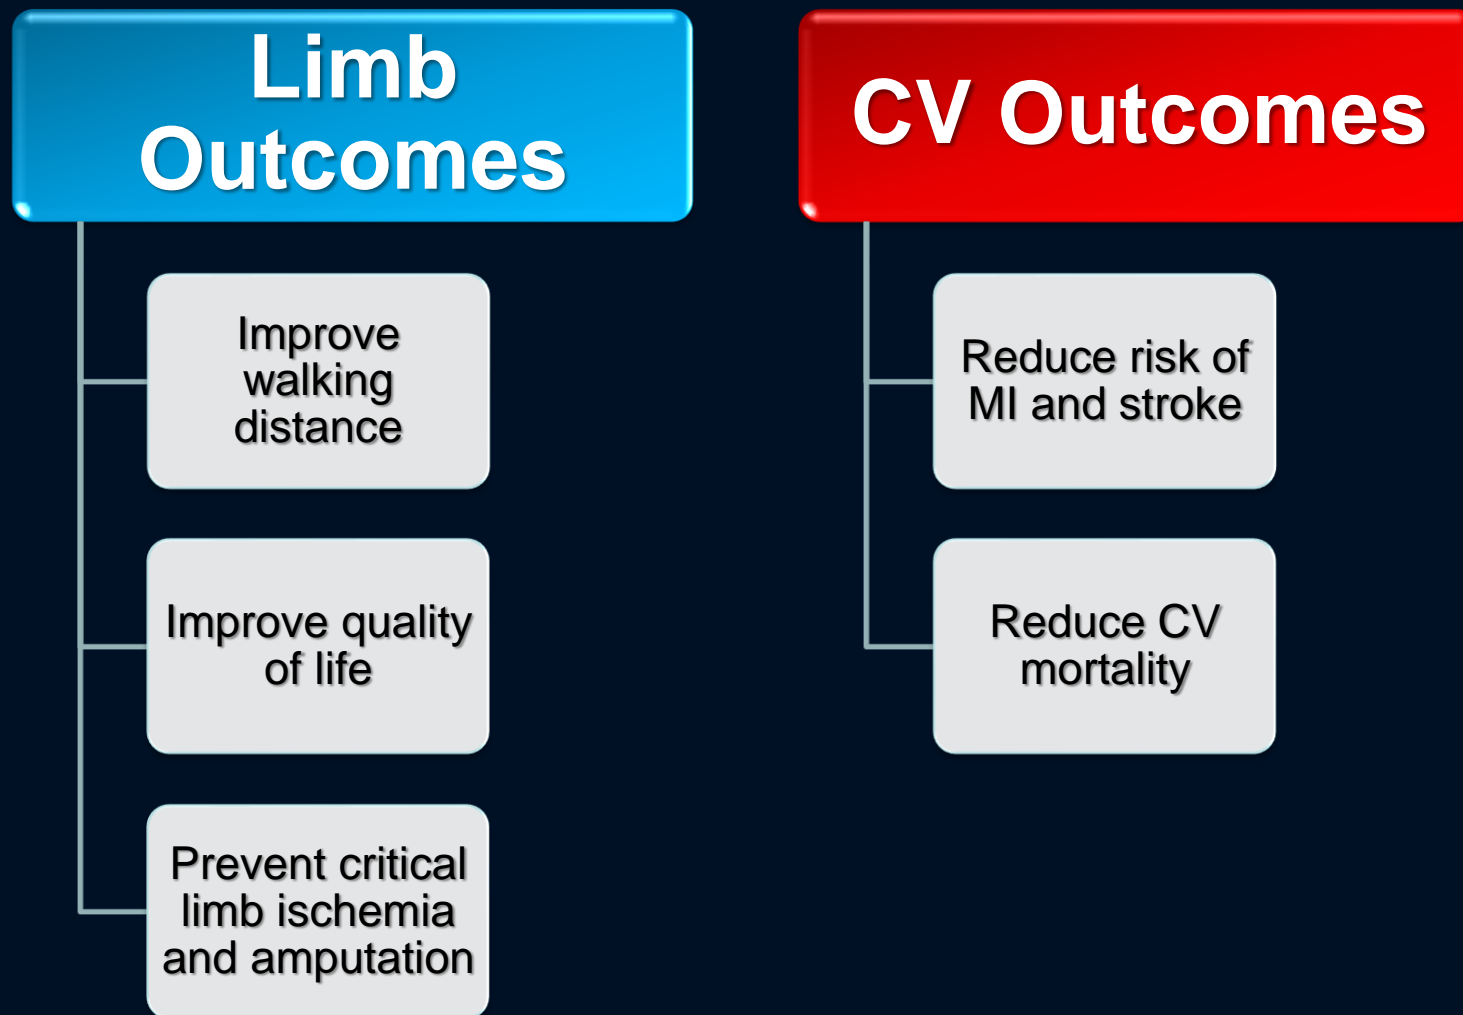 Limb
Outcomes
Improve
walking
distance
Improve quality
of life
Prevent critical
limb ischemia
and amputation
CV Outcomes
Reduce risk of
MI and stroke
Reduce CV
mortality